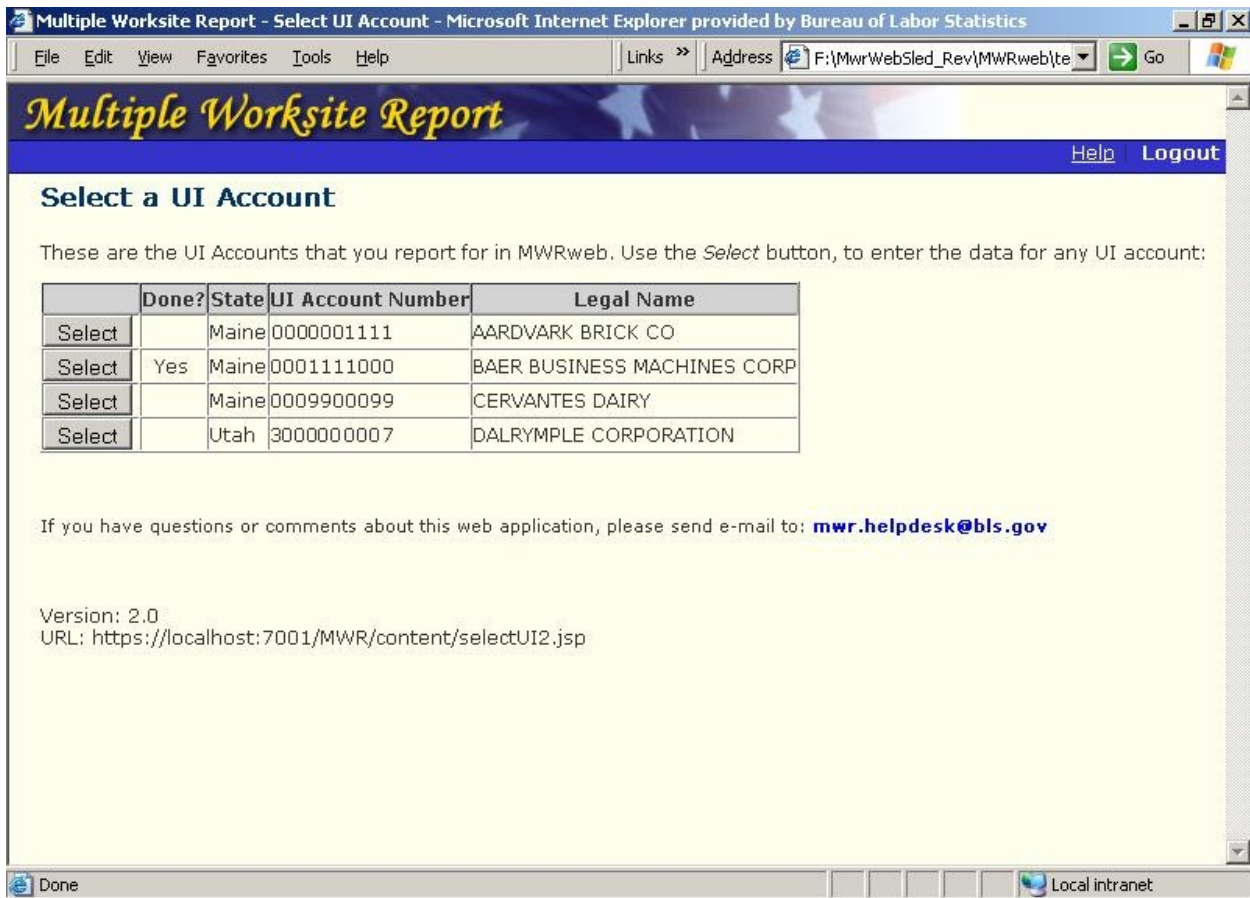 Multiple Worksite Report - Select UI Account - Microsoft Internet Explorer provided by Bureau of Labor Statistics
File Edit View Favorites Tools Help Links » Address F:\MwrWebSled_Rev\MWRweb\te Go
Multiple Worksite Report
Help Logout
Select a UI Account
These are the UI Accounts that you report for in MWRweb. Use the Select button, to enter the data for any UI account:
Done? State UI Account Number Legal Name
Select Maine 0000001111 AARDVARK BRICK CO
Select Yes Maine 0001111000 BAER BUSINESS MACHINES CORP
Select Maine 0009900099 CERVANTES DAIRY
Select Utah 3000000007 DALRYMPLE CORPORATION
If you have questions or comments about this web application, please send e-mail to: mwr.helpdesk@bls.gov
Version: 2.0
URL: https://localhost:7001/MWR/content/selectUI2.jsp
Done Local intranet